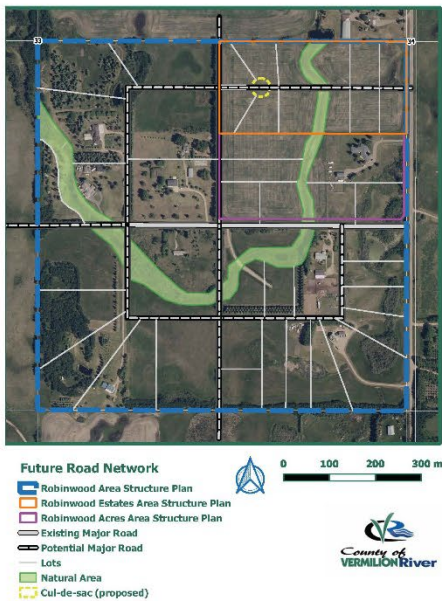 33
34
Future Road Network
Robinwood Area Structure Plan
Robinwood Estates Area Structure Plan
Robinwood Acres Area Structure Plan
Existing Major Road
Potential Major Road
Lots
Natural Area
Cul-de-sac (proposed)
0 100 200 300 m
County of
VERMILION River